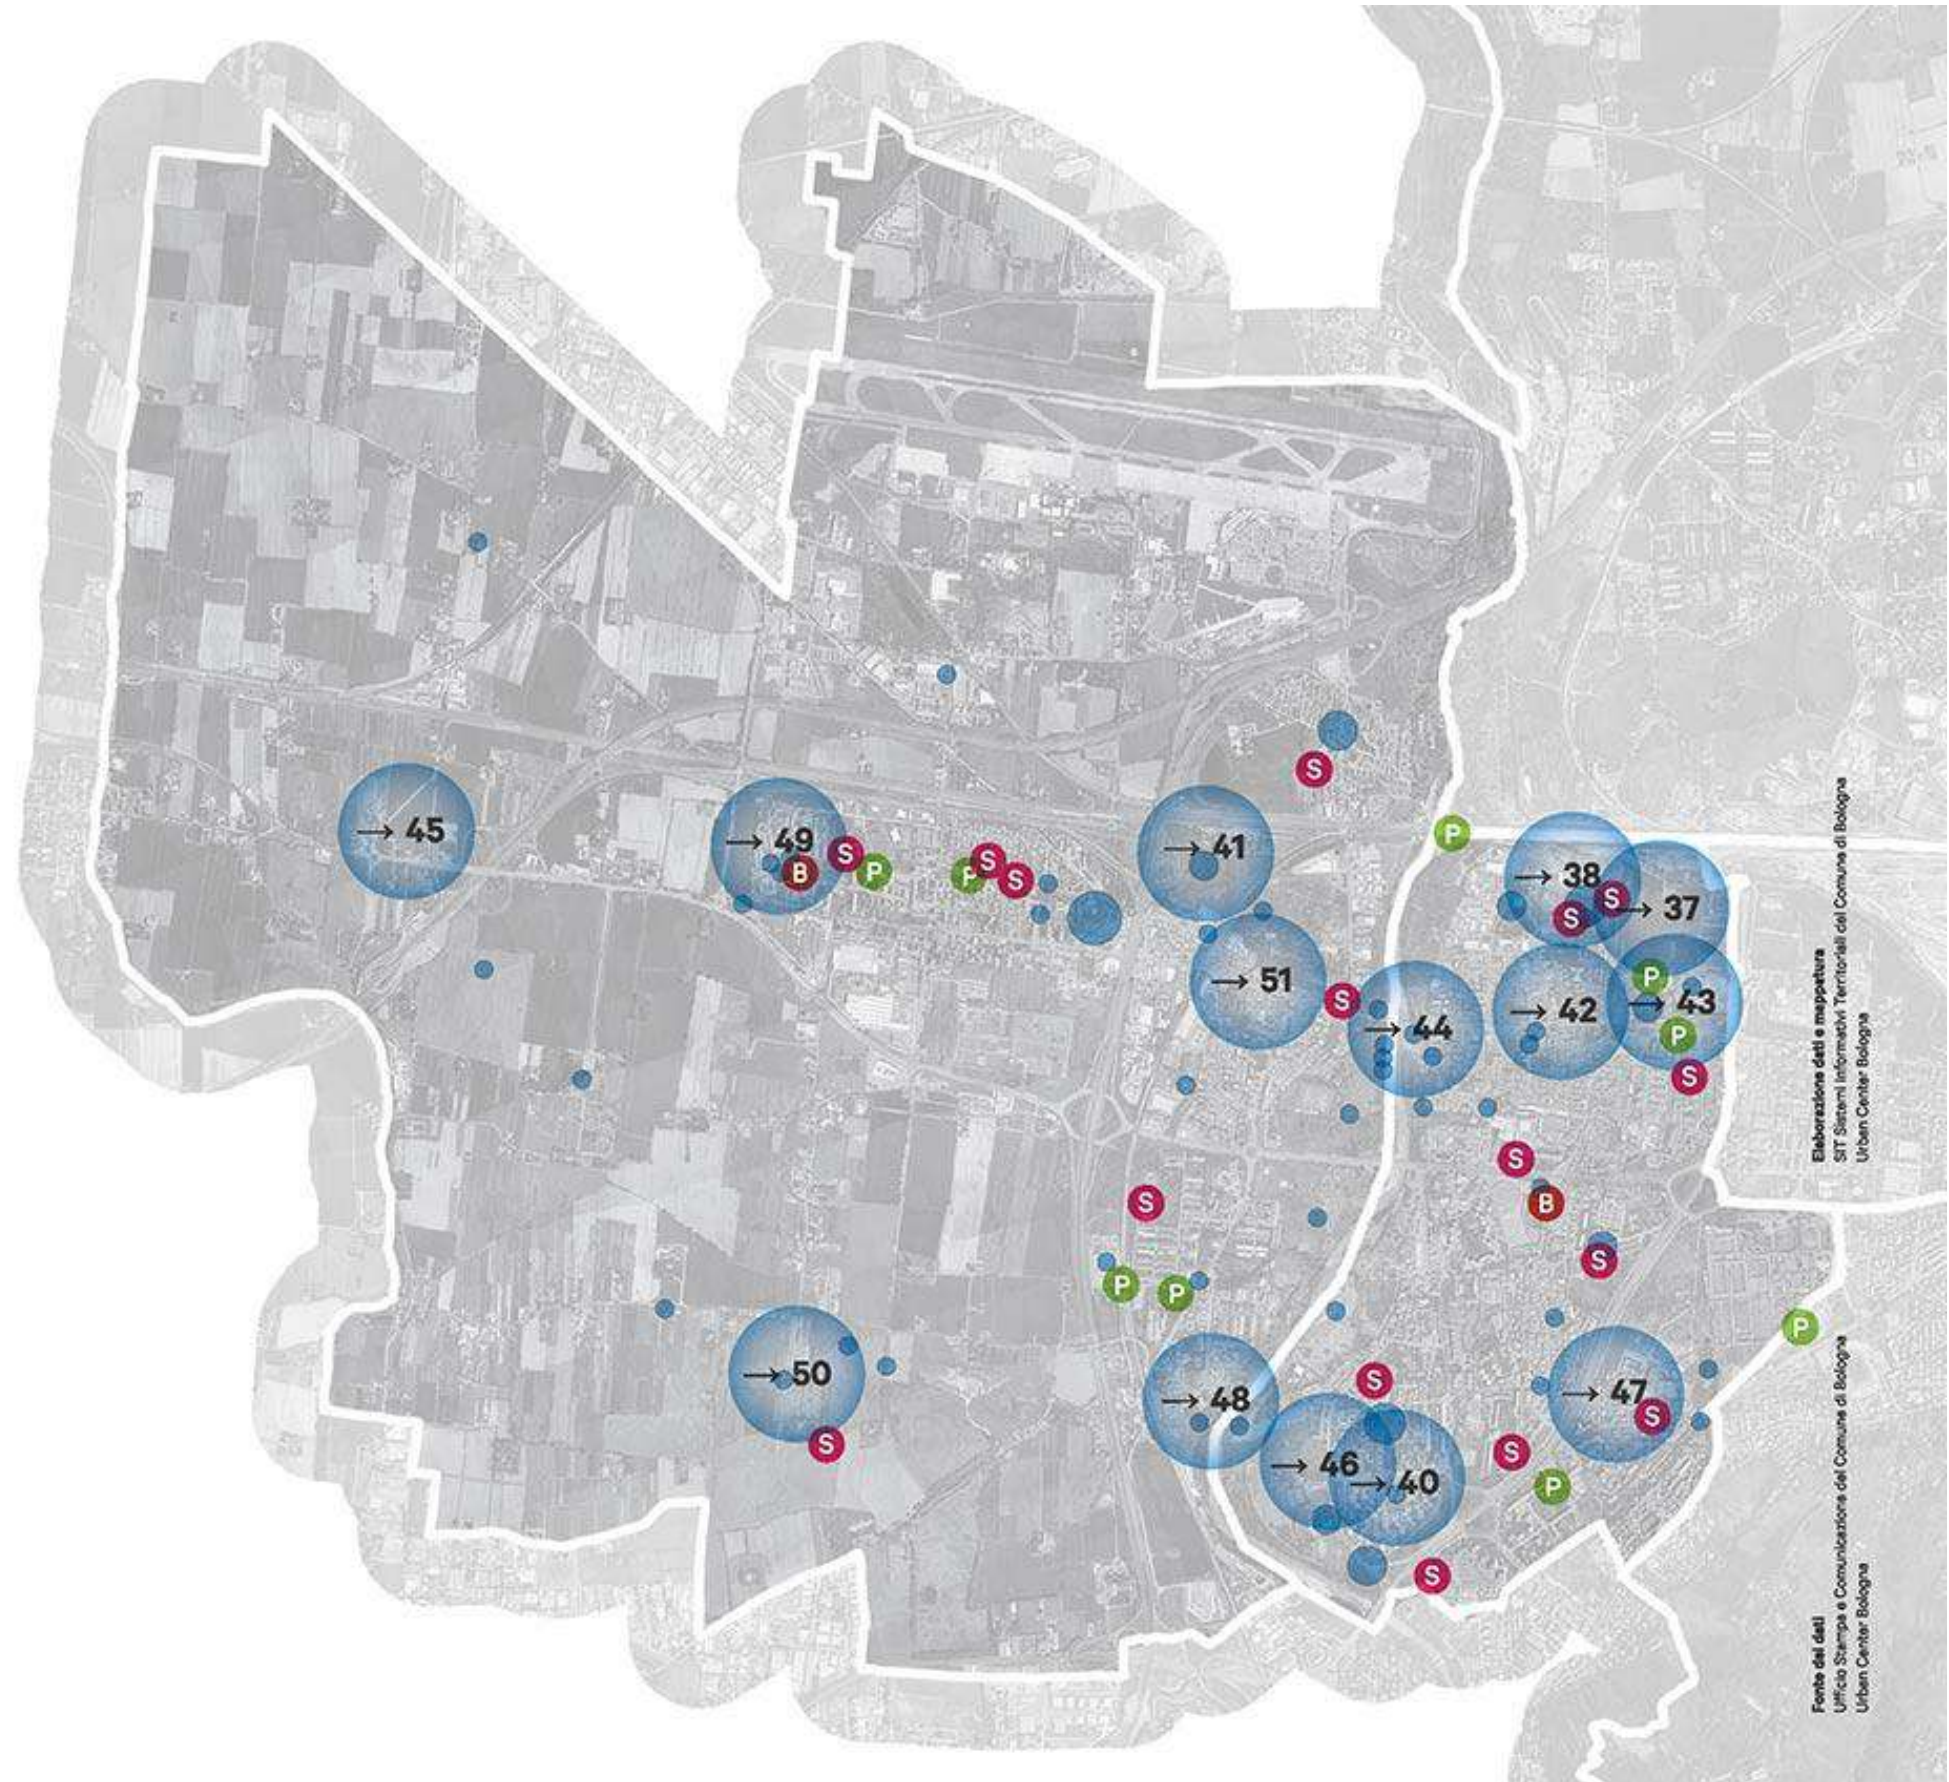 S
→ 45
→ 49
B
S
P
P
S
S
→ 41
P
→ 38
S
S
→ 37
→ 51
S
→ 44
→ 42
P
→ 43
P
S
S
S
B
S
P
P
P
→ 50
S
→ 48
S
→ 46
→ 40
→ 47
S
S
P
S
Elaborazione dati e mappatura
SIT Sistemi Informativi Territoriali del Comune di Bologna
Urban Center Bologna
Fonte dei dati
Ufficio Stampa e Comunicazione del Comune di Bologna
Urban Center Bologna